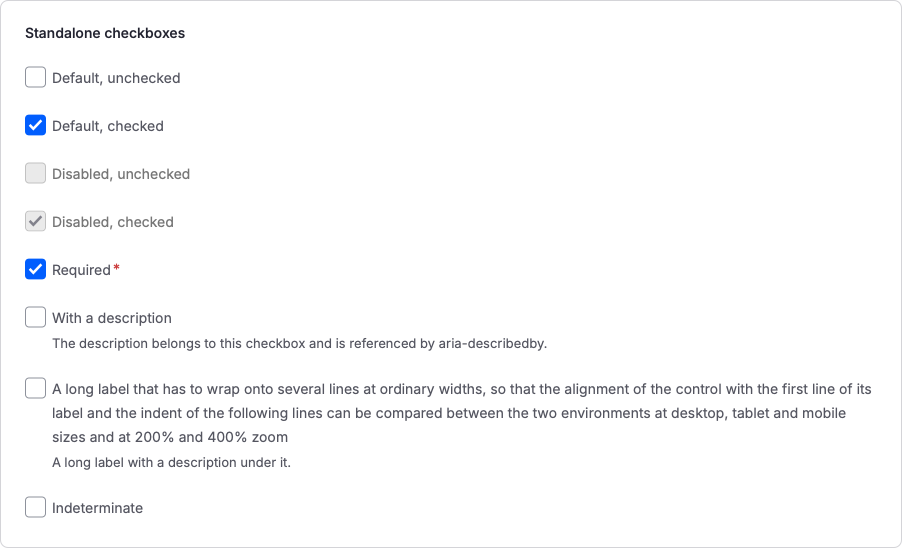 Standalone checkboxes
Default, unchecked
Default, checked
Disabled, unchecked
Disabled, checked
Required*
With a description
The description belongs to this checkbox and is referenced by aria-describedby.
A long label that has to wrap onto several lines at ordinary widths, so that the alignment of the control with the first line of its
label and the indent of the following lines can be compared between the two environments at desktop, tablet and mobile
sizes and at 200% and 400% zoom
A long label with a description under it.
Indeterminate